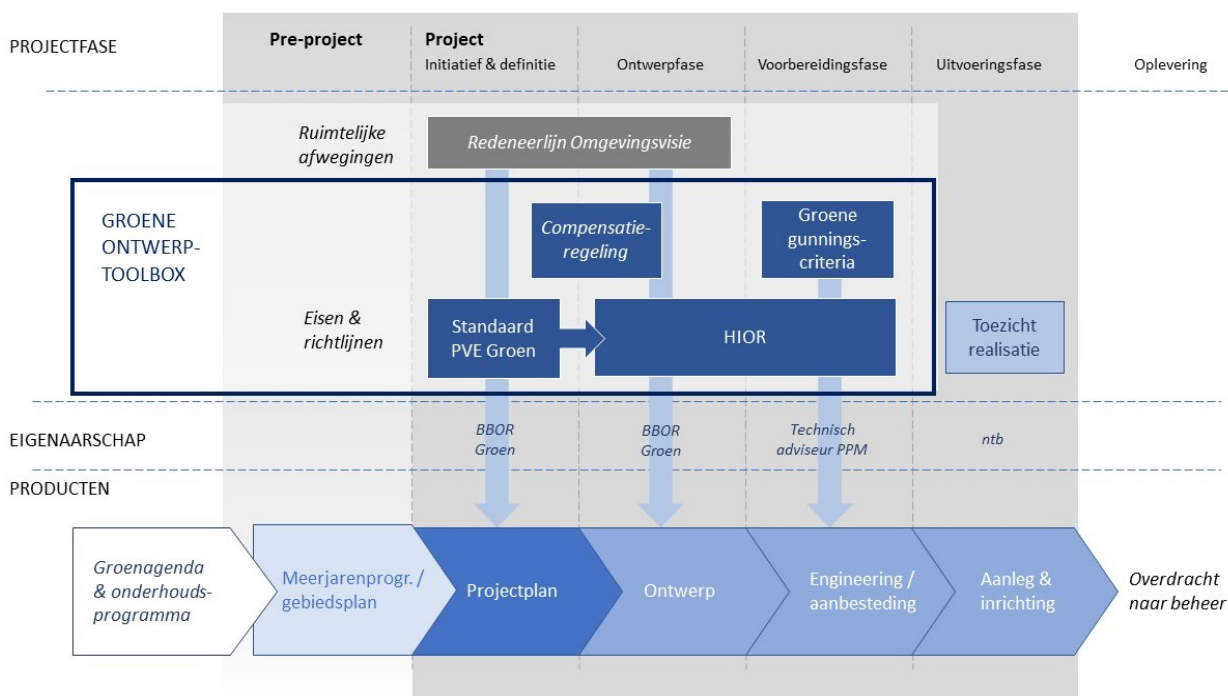 PROJECTFASE
Pre-project
Project
Initiatief & definitie
Ontwerpfase
Voorbereidingsfase
Uitvoeringsfase
Oplevering
Ruimtelijke
afwegingen
Redeneerlijn Omgevingsvisie
GROENE
ONTWERP-
TOOLBOX
Compensatie-
regeling
Groene
gunnings-
criteria
Eisen &
richtlijnen
Standaard
PVE Groen
HIOR
Toezicht
realisatie
EIGENAARSCHAP
BBOR
Groen
BBOR
Groen
Technisch
adviseur PPM
ntb
PRODUCTEN
Groenagenda
& onderhouds-
programma
Meerjarenprogr. /
gebiedsplan
Projectplan
Ontwerp
Engineering /
aanbesteding
Aanleg &
inrichting
Overdracht
naar beheer